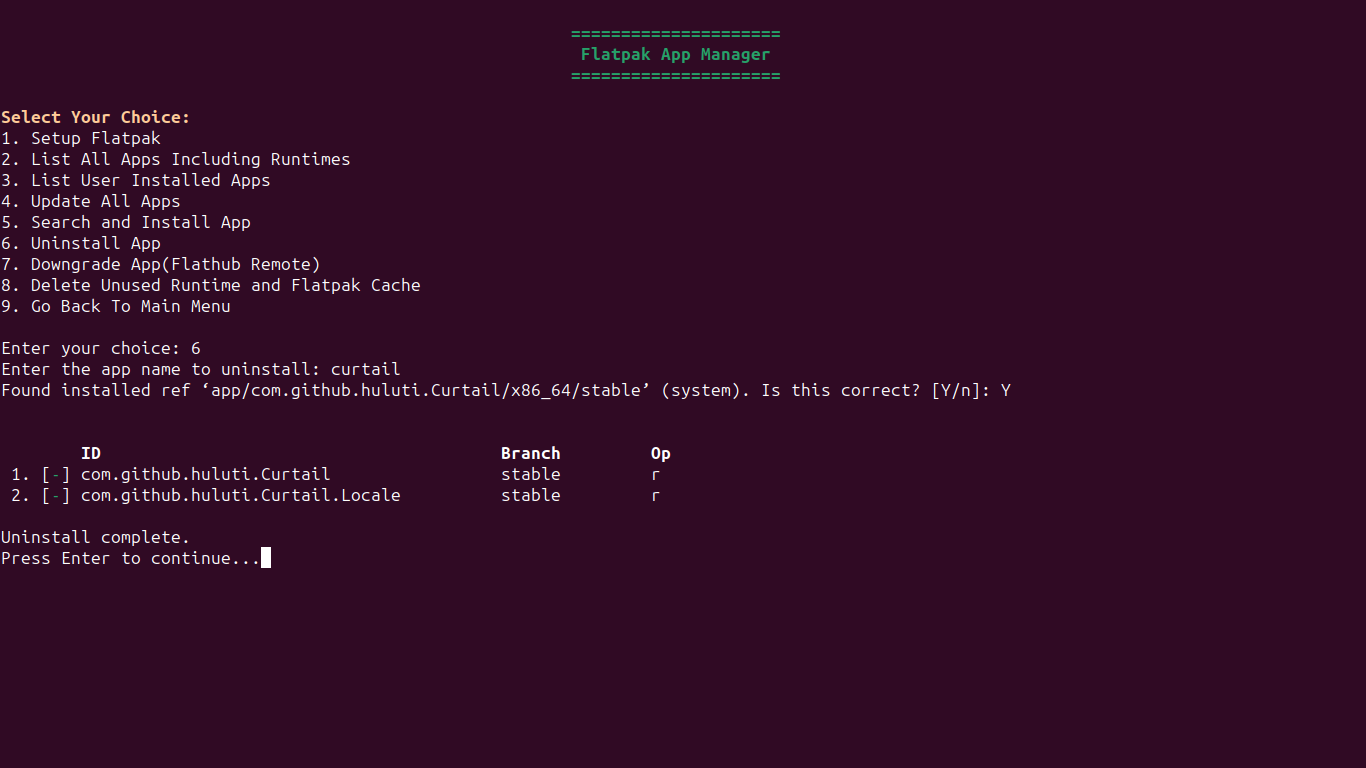 =====================
Flatpak App Manager
=====================
Select Your Choice:
1. Setup Flatpak
2. List All Apps Including Runtimes
3. List User Installed Apps
4. Update All Apps
5. Search and Install App
6. Uninstall App
7. Downgrade App(Flathub Remote)
8. Delete Unused Runtime and Flatpak Cache
9. Go Back To Main Menu
Enter your choice: 6
Enter the app name to uninstall: curtail
Found installed ref ‘app/com.github.huluti.Curtail/x86_64/stable’ (system). Is this correct? [Y/n]: Y
ID Branch Op
1. [-] com.github.huluti.Curtail stable r
2. [-] com.github.huluti.Curtail.Locale stable r
Uninstall complete.
Press Enter to continue...